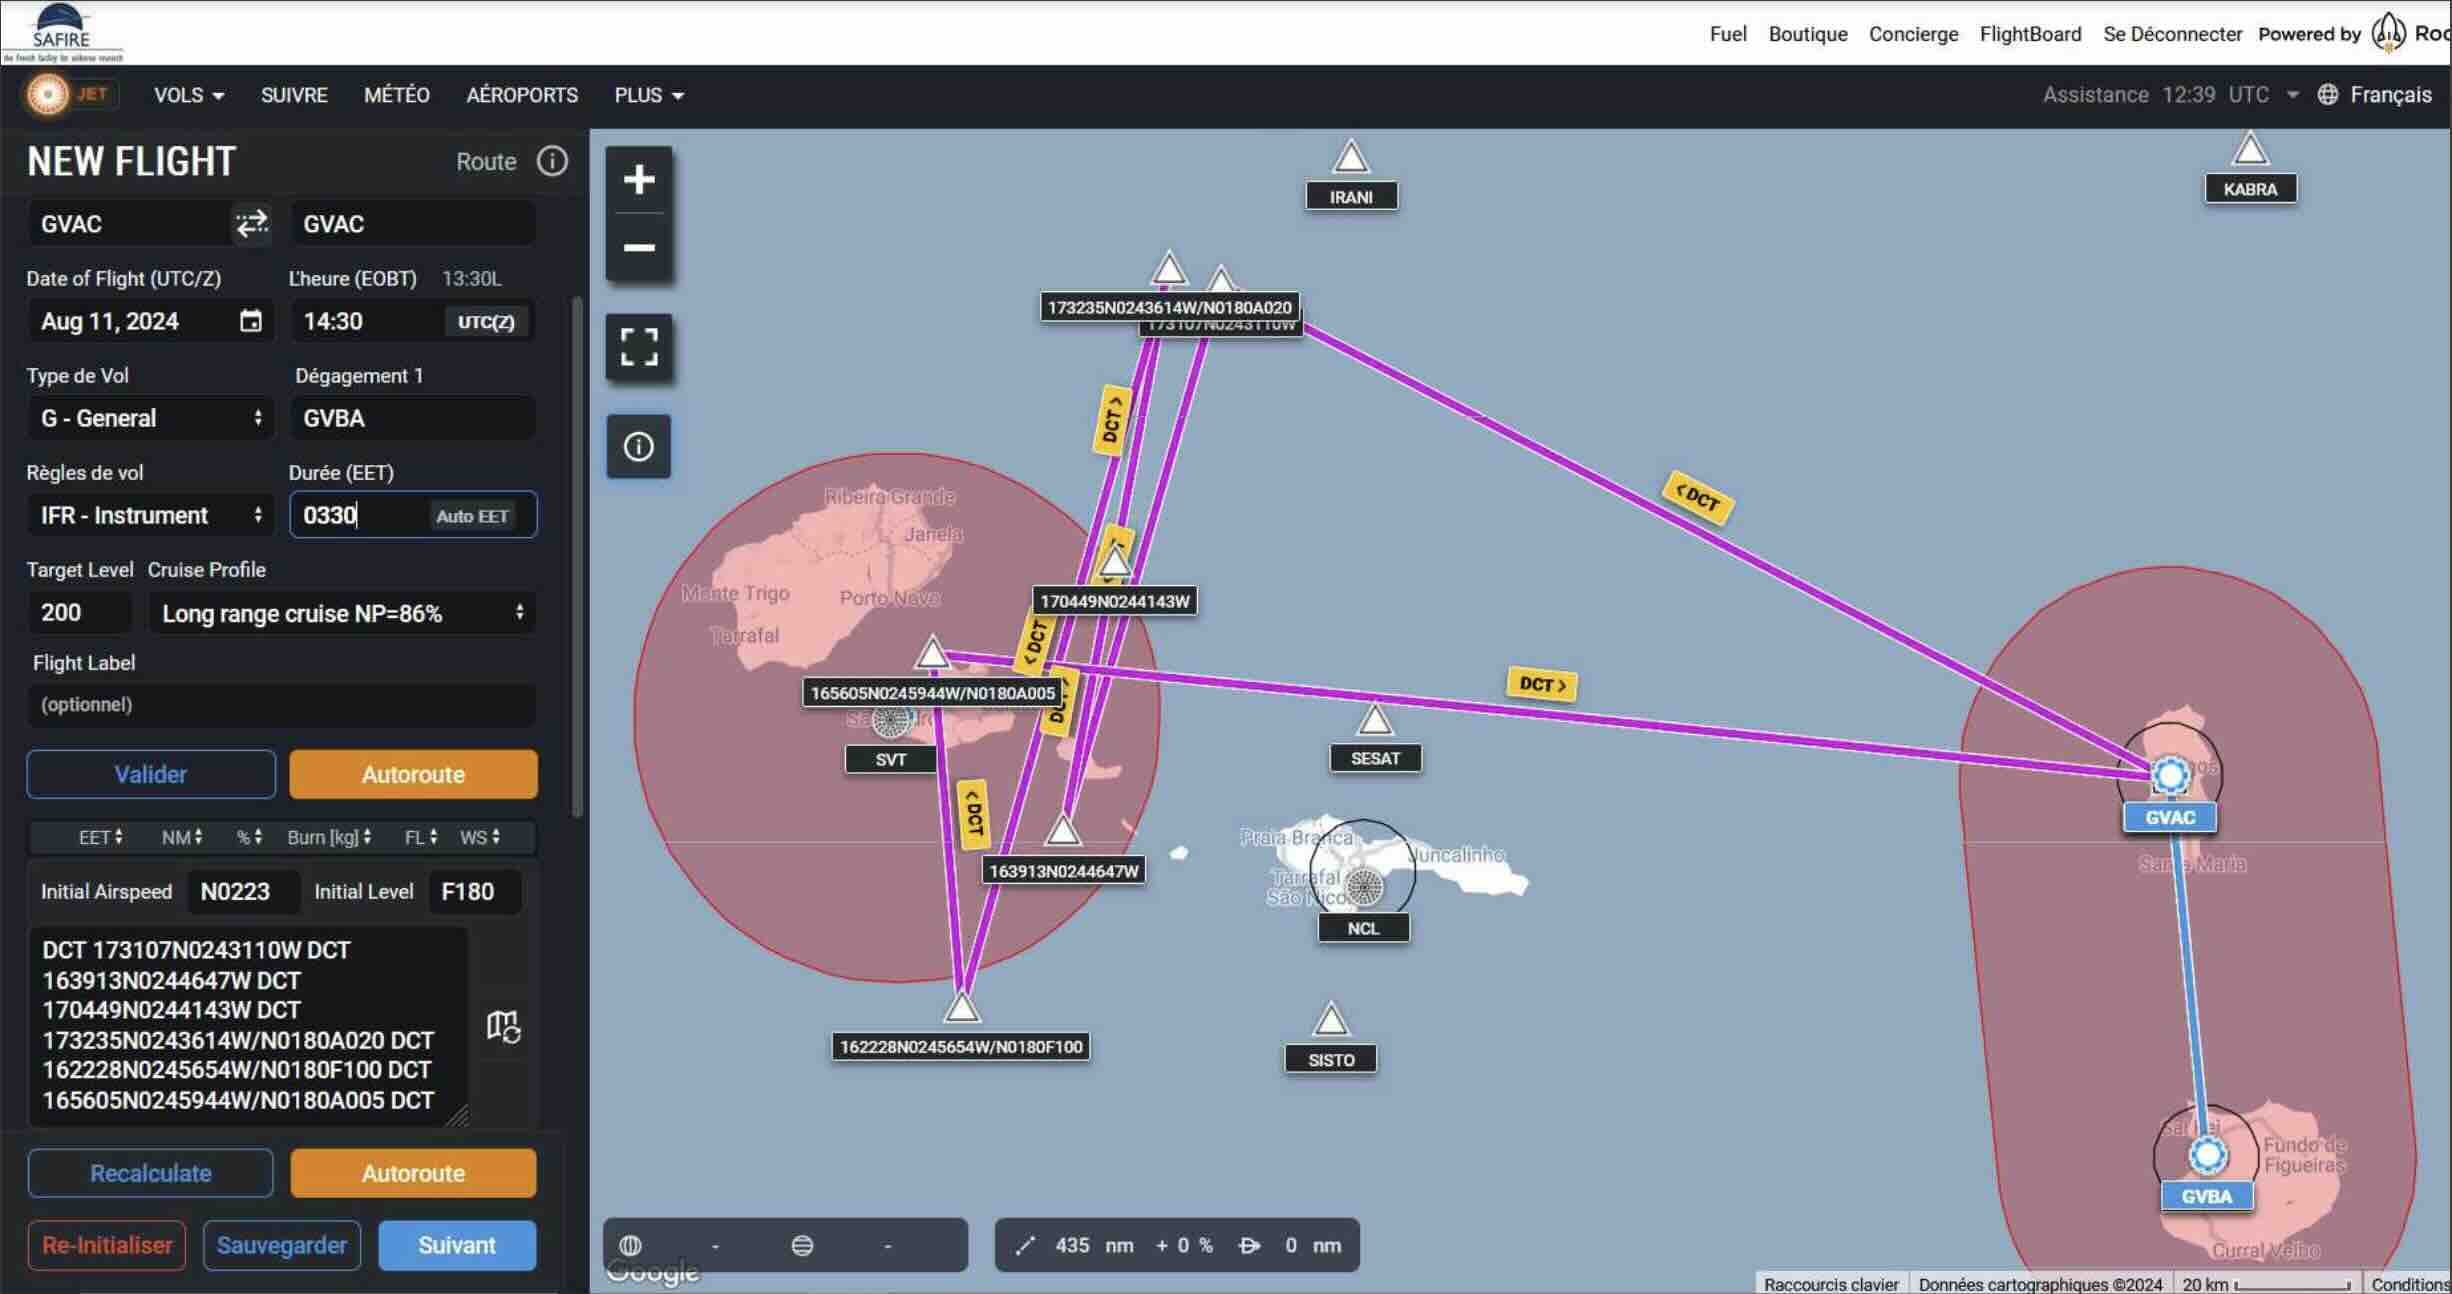 SAFIRE
the french facility for airborne research
Fuel Boutique Concierge FlightBoard Se Déconnecter Powered by Roc
JET VOLS SUIVRE MÉTÉO AÉROPORTS PLUS Assistance 12:39 UTC Français
NEW FLIGHT Route
GVAC GVAC
Date of Flight (UTC/Z) L'heure (EOBT) 13:30L
Aug 11, 2024 14:30 UTC(Z)
Type de Vol Dégagement 1
G - General GVBA
Règles de vol Durée (EET)
IFR - Instrument 0330 Auto EET
Target Level Cruise Profile
200 Long range cruise NP=86%
Flight Label
(optionnel)
Valider Autoroute
EET NM % Burn [kg] FL WS
Initial Airspeed N0223 Initial Level F180
DCT 173107N0243110W DCT
163913N0244647W DCT
170449N0244143W DCT
173235N0243614W/N0180A020 DCT
162228N0245654W/N0180F100 DCT
165605N0245944W/N0180A005 DCT
Recalculate Autoroute
Re-Initialiser Sauvegarder Suivant
IRANI
KABRA
173235N0243614W/N0180A020
173107N0243110W
DCT >
< DCT
Ribeira Grande
Janela
Monte Trigo
Porto Novo
Tarrafal
170449N0244143W
< DCT
165605N0245944W/N0180A005
DCT >
DCT
SVT
SESAT
< DCT
163913N0244647W
Praia Branca
Juncalinho
Tarrafal
São Nico
NCL
GVAC
Santa Maria
162228N0245654W/N0180F100
SISTO
Sal Rei
Fundo de
Figueiras
GVBA
Curral Velho
- -
435 nm + 0 % 0 nm
Google
Raccourcis clavier Données cartographiques ©2024 20 km Conditions